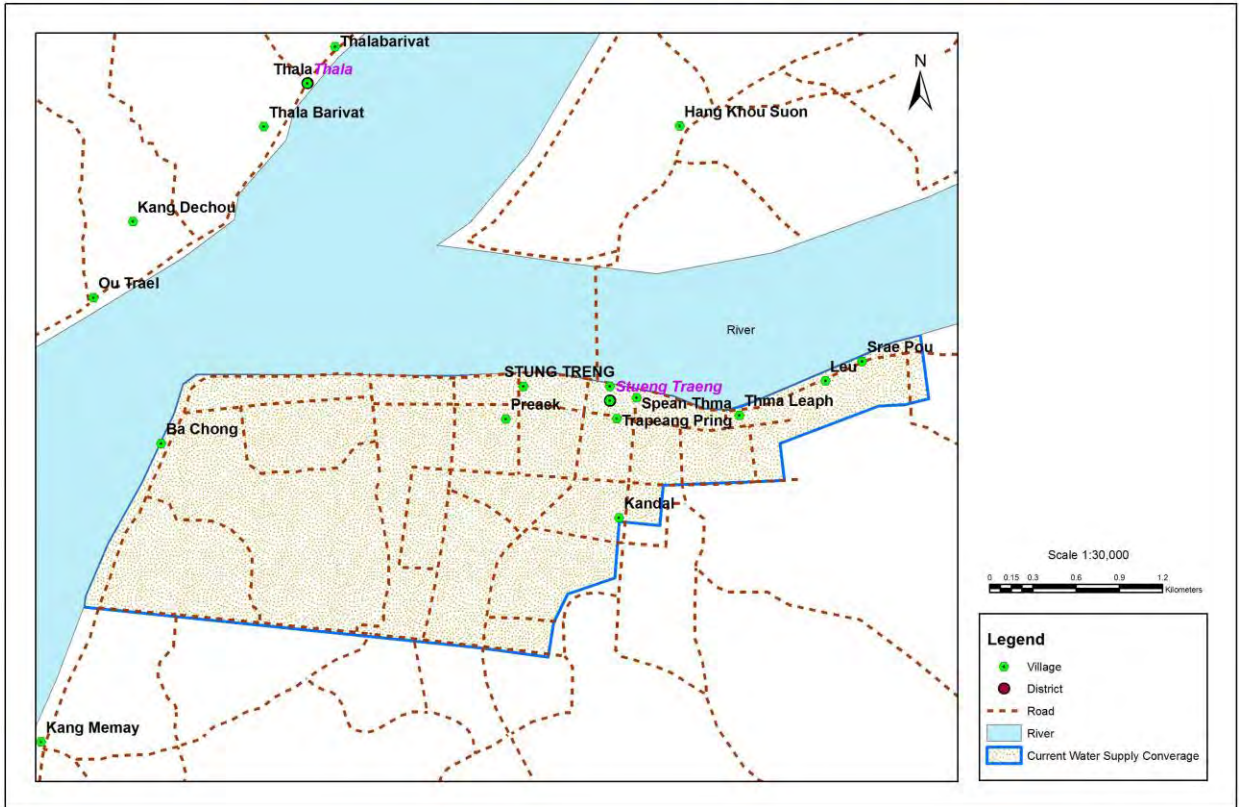 Thalabarivat
Thala Thala
Thala Barivat
N
Hang Khou Suon
Kang Dechou
Ou Trael
River
Srae Pou
Leu
STUNG TRENG
Stueng Traeng
Spean Thma
Thma Leaph
Preaek
Trapeang Pring
Ba Chong
Kandal
Kang Memay
Scale 1:30,000
0 0.15 0.3 0.6 0.9 1.2
Kilometers
Legend
Village
District
Road
River
Current Water Supply Converage